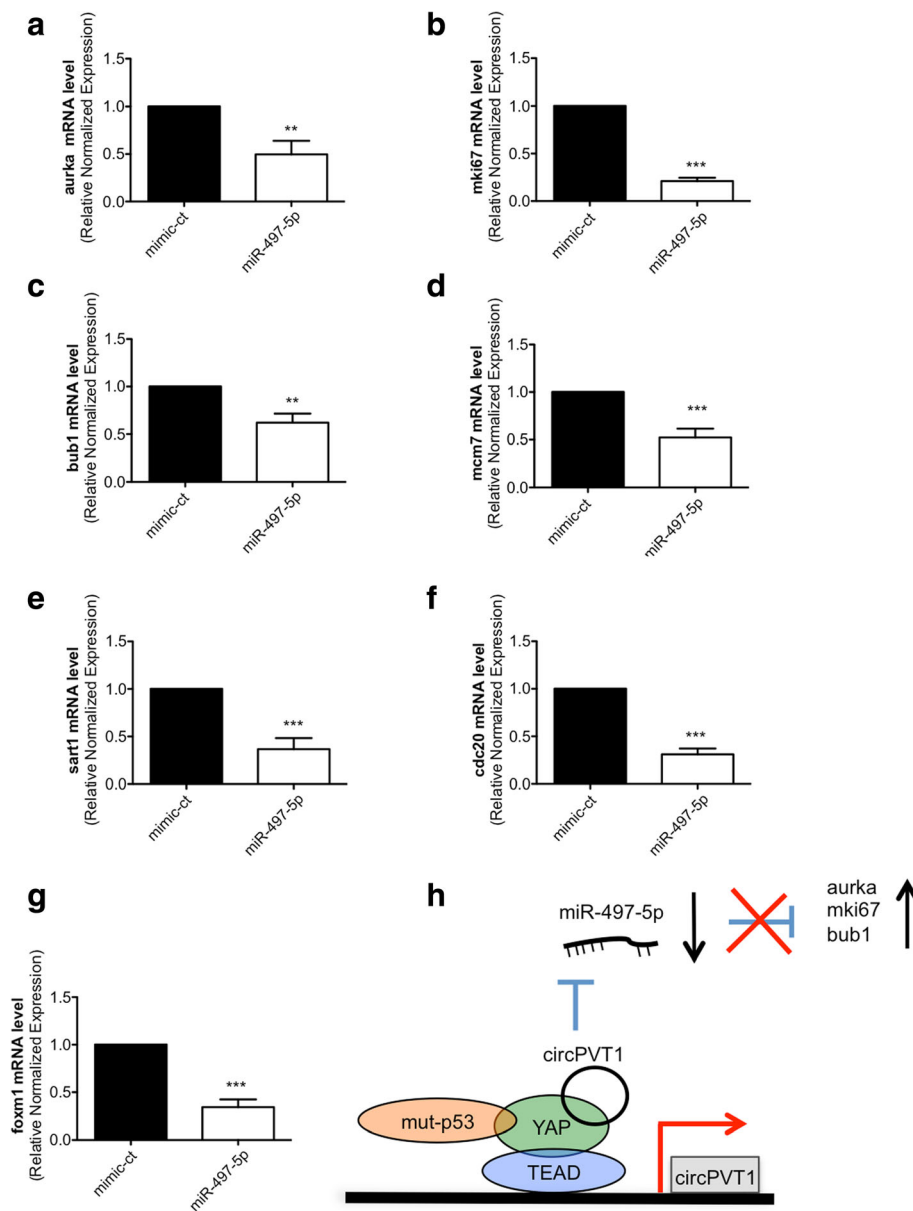 a
aurka mRNA level
(Relative Normalized Expression)
1.5
1.0
0.5
0.0
**
mimic-ct
miR-497-5p
b
mki67 mRNA level
(Relative Normalized Expression)
1.5
1.0
0.5
0.0
***
mimic-ct
miR-497-5p
c
bub1 mRNA level
(Relative Normalized Expression)
1.5
1.0
0.5
0.0
**
mimic-ct
miR-497-5p
d
mcm7 mRNA level
(Relative Normalized Expression)
1.5
1.0
0.5
0.0
***
mimic-ct
miR-497-5p
e
sart1 mRNA level
(Relative Normalized Expression)
1.5
1.0
0.5
0.0
***
mimic-ct
miR-497-5p
f
cdc20 mRNA level
(Relative Normalized Expression)
1.5
1.0
0.5
0.0
***
mimic-ct
miR-497-5p
g
foxm1 mRNA level
(Relative Normalized Expression)
1.5
1.0
0.5
0.0
***
mimic-ct
miR-497-5p
h
miR-497-5p
aurka
mki67
bub1
circPVT1
mut-p53
YAP
TEAD
circPVT1